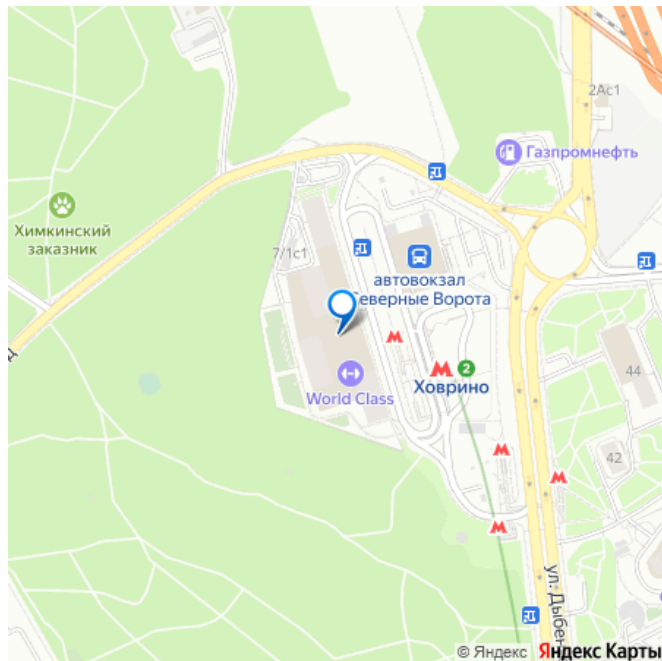 2Ас1
Газпромнефть
Химкинский
заказник
7/1с1
автовокзал
Северные Ворота
М
World Class
М
2
Ховрино
44
М
42
М
М
ул. Дыбен
© Яндекс Яндекс Карты